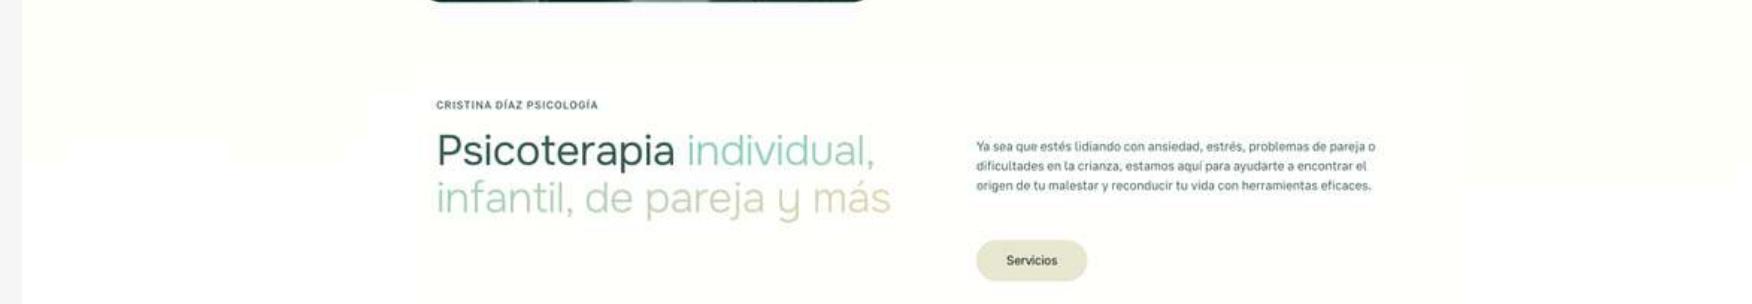 CRISTINA DÍAZ PSICOLOGÍA
Psicoterapia individual,
infantil, de pareja y más
Ya sea que estés lidiando con ansiedad, estrés, problemas de pareja o
dificultades en la crianza, estamos aquí para ayudarte a encontrar el
origen de tu malestar y reconducir tu vida con herramientas eficaces.
Servicios